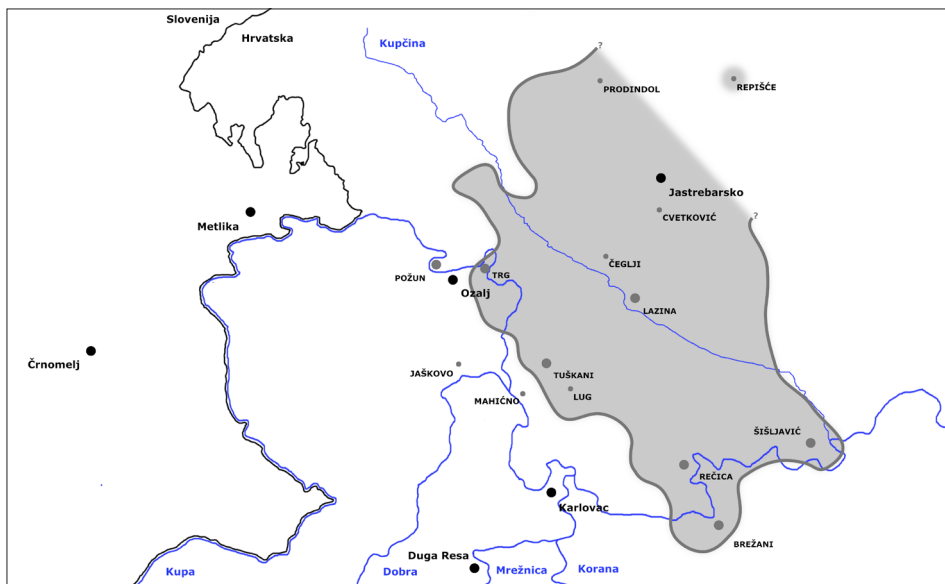 Slovenija
Hrvatska
Kupčina
?
PRODINDOL
REPIŠĆE
Jastrebarsko
CVETKOVIĆ
?
Metlika
POŽUN
TRG
ČEGLJI
Ozalj
LAZINA
Črnomelj
JAŠKOVO
TUŠKANI
LUG
MAHIĆNO
ŠIŠLJAVIĆ
REČICA
Karlovac
BREŽANI
Duga Resa
Kupa
Dobra
Mrežnica
Korana